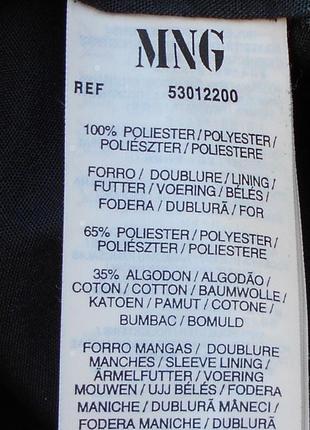 MNG
REF 53012200
100% POLIESTER / POLYESTER /
POLIÉSZTER / POLIESTERE
FORRO / DOUBLURE / LINING /
FUTTER / VOERING / BÉLÉS /
FODERA / DUBLURĂ / FOR
65% POLIESTER / POLYESTER /
POLIÉSZTER / POLIESTERE
35% ALGODON / ALGODÃO /
COTON / COTTON / BAUMWOLLE /
KATOEN / PAMUT / COTONE /
BUMBAC / BOMULD
FORRO MANGAS / DOUBLURE
MANCHES / SLEEVE LINING /
ÄRMELFUTTER / VOERING
MOUWEN / UJJ BÉLÉS / FODERA
MANICHE / DUBLURĂ MÂNECI /
FODERA MANICHE / DUBLURĂ